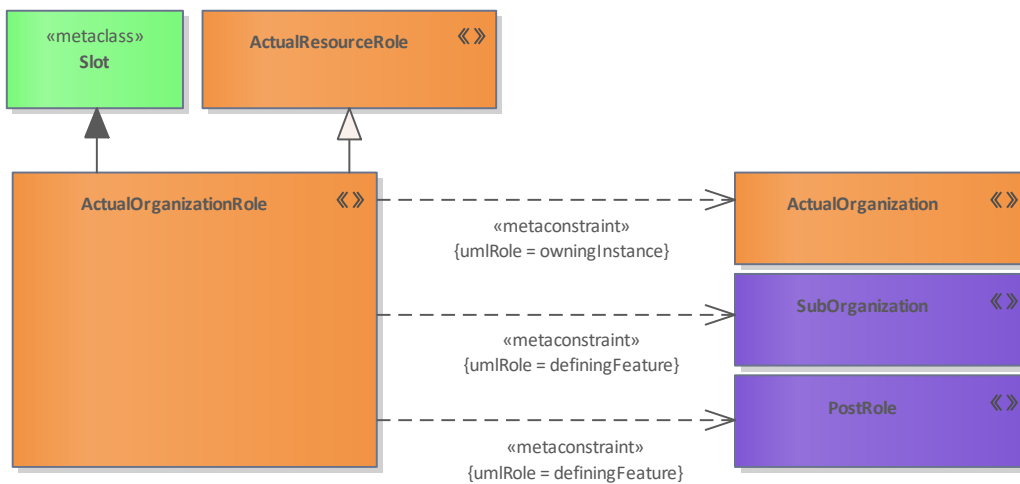 «metaclass»
Slot
ActualResourceRole
ActualOrganizationRole
«metaconstraint»
{umlRole = owningInstance}
ActualOrganization
«metaconstraint»
{umlRole = definingFeature}
SubOrganization
«metaconstraint»
{umlRole = definingFeature}
PostRole